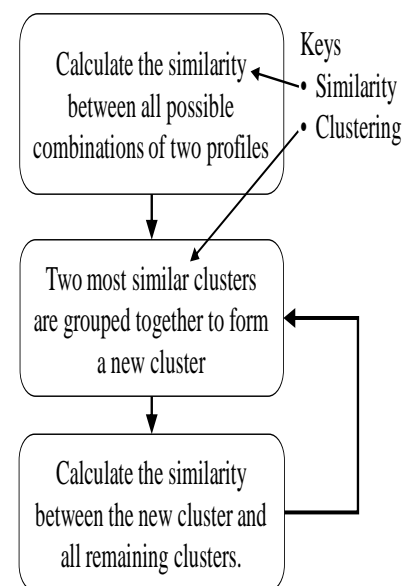 Calculate the similarity
between all possible
combinations of two profiles
Keys
• Similarity
• Clustering
Two most similar clusters
are grouped together to form
a new cluster
Calculate the similarity
between the new cluster and
all remaining clusters.